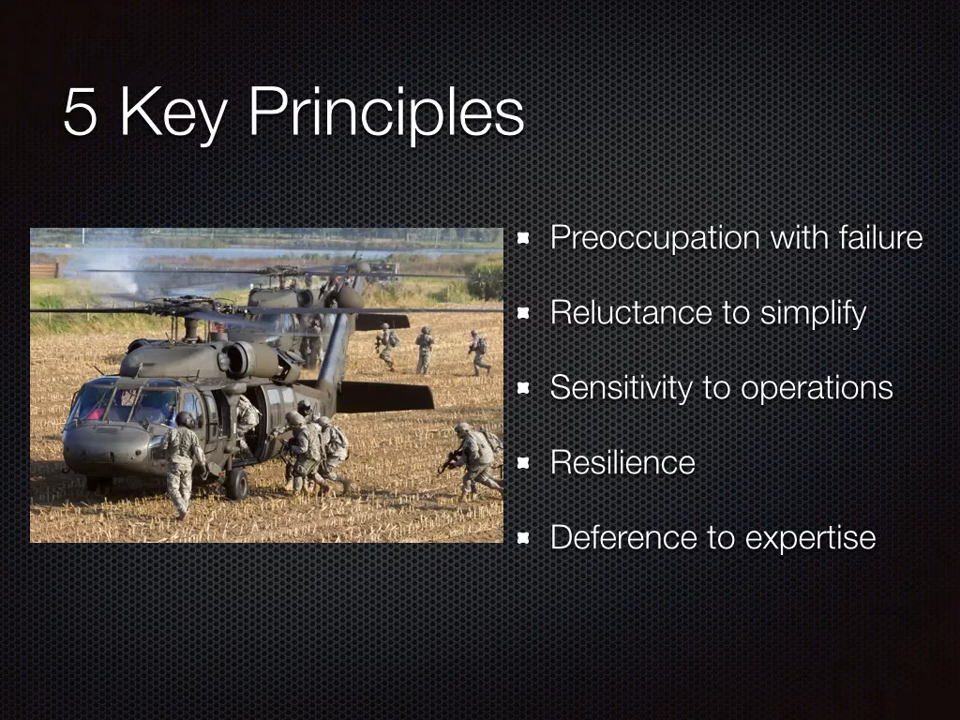 5 Key Principles
Preoccupation with failure
Reluctance to simplify
Sensitivity to operations
Resilience
Deference to expertise